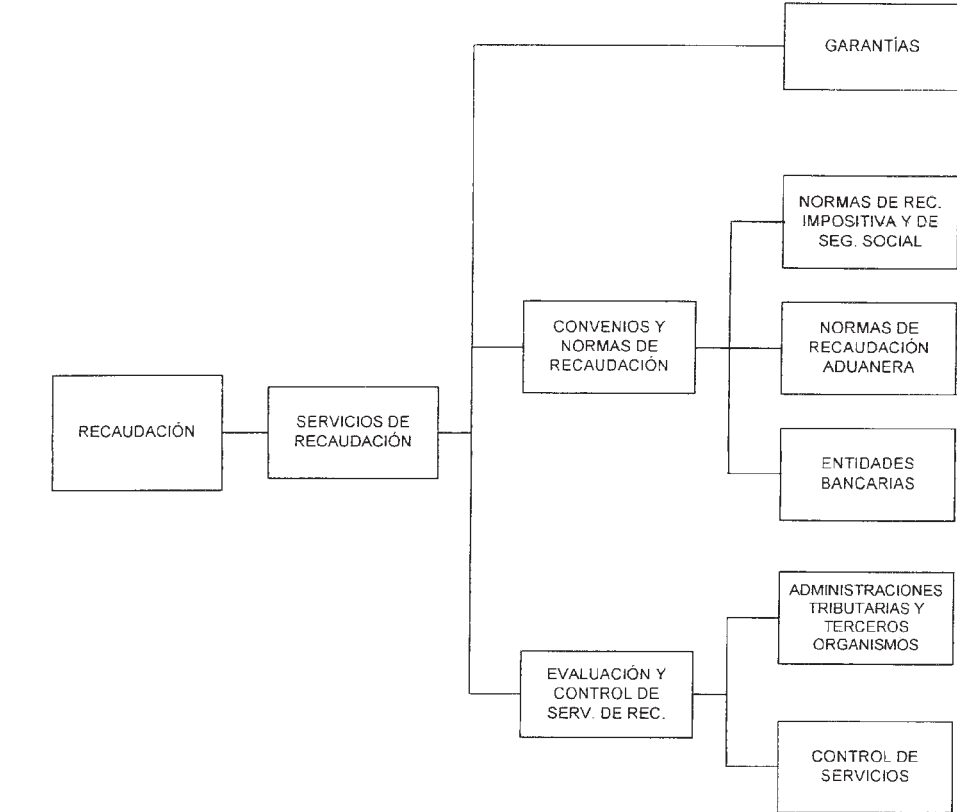 GARANTÍAS
NORMAS DE REC.
IMPOSITIVA Y DE
SEG. SOCIAL
CONVENIOS Y
NORMAS DE
RECAUDACIÓN
NORMAS DE
RECAUDACIÓN
ADUANERA
RECAUDACIÓN
SERVICIOS DE
RECAUDACIÓN
ENTIDADES
BANCARIAS
ADMINISTRACIONES
TRIBUTARIAS Y
TERCEROS
ORGANISMOS
EVALUACIÓN Y
CONTROL DE
SERV. DE REC.
CONTROL DE
SERVICIOS